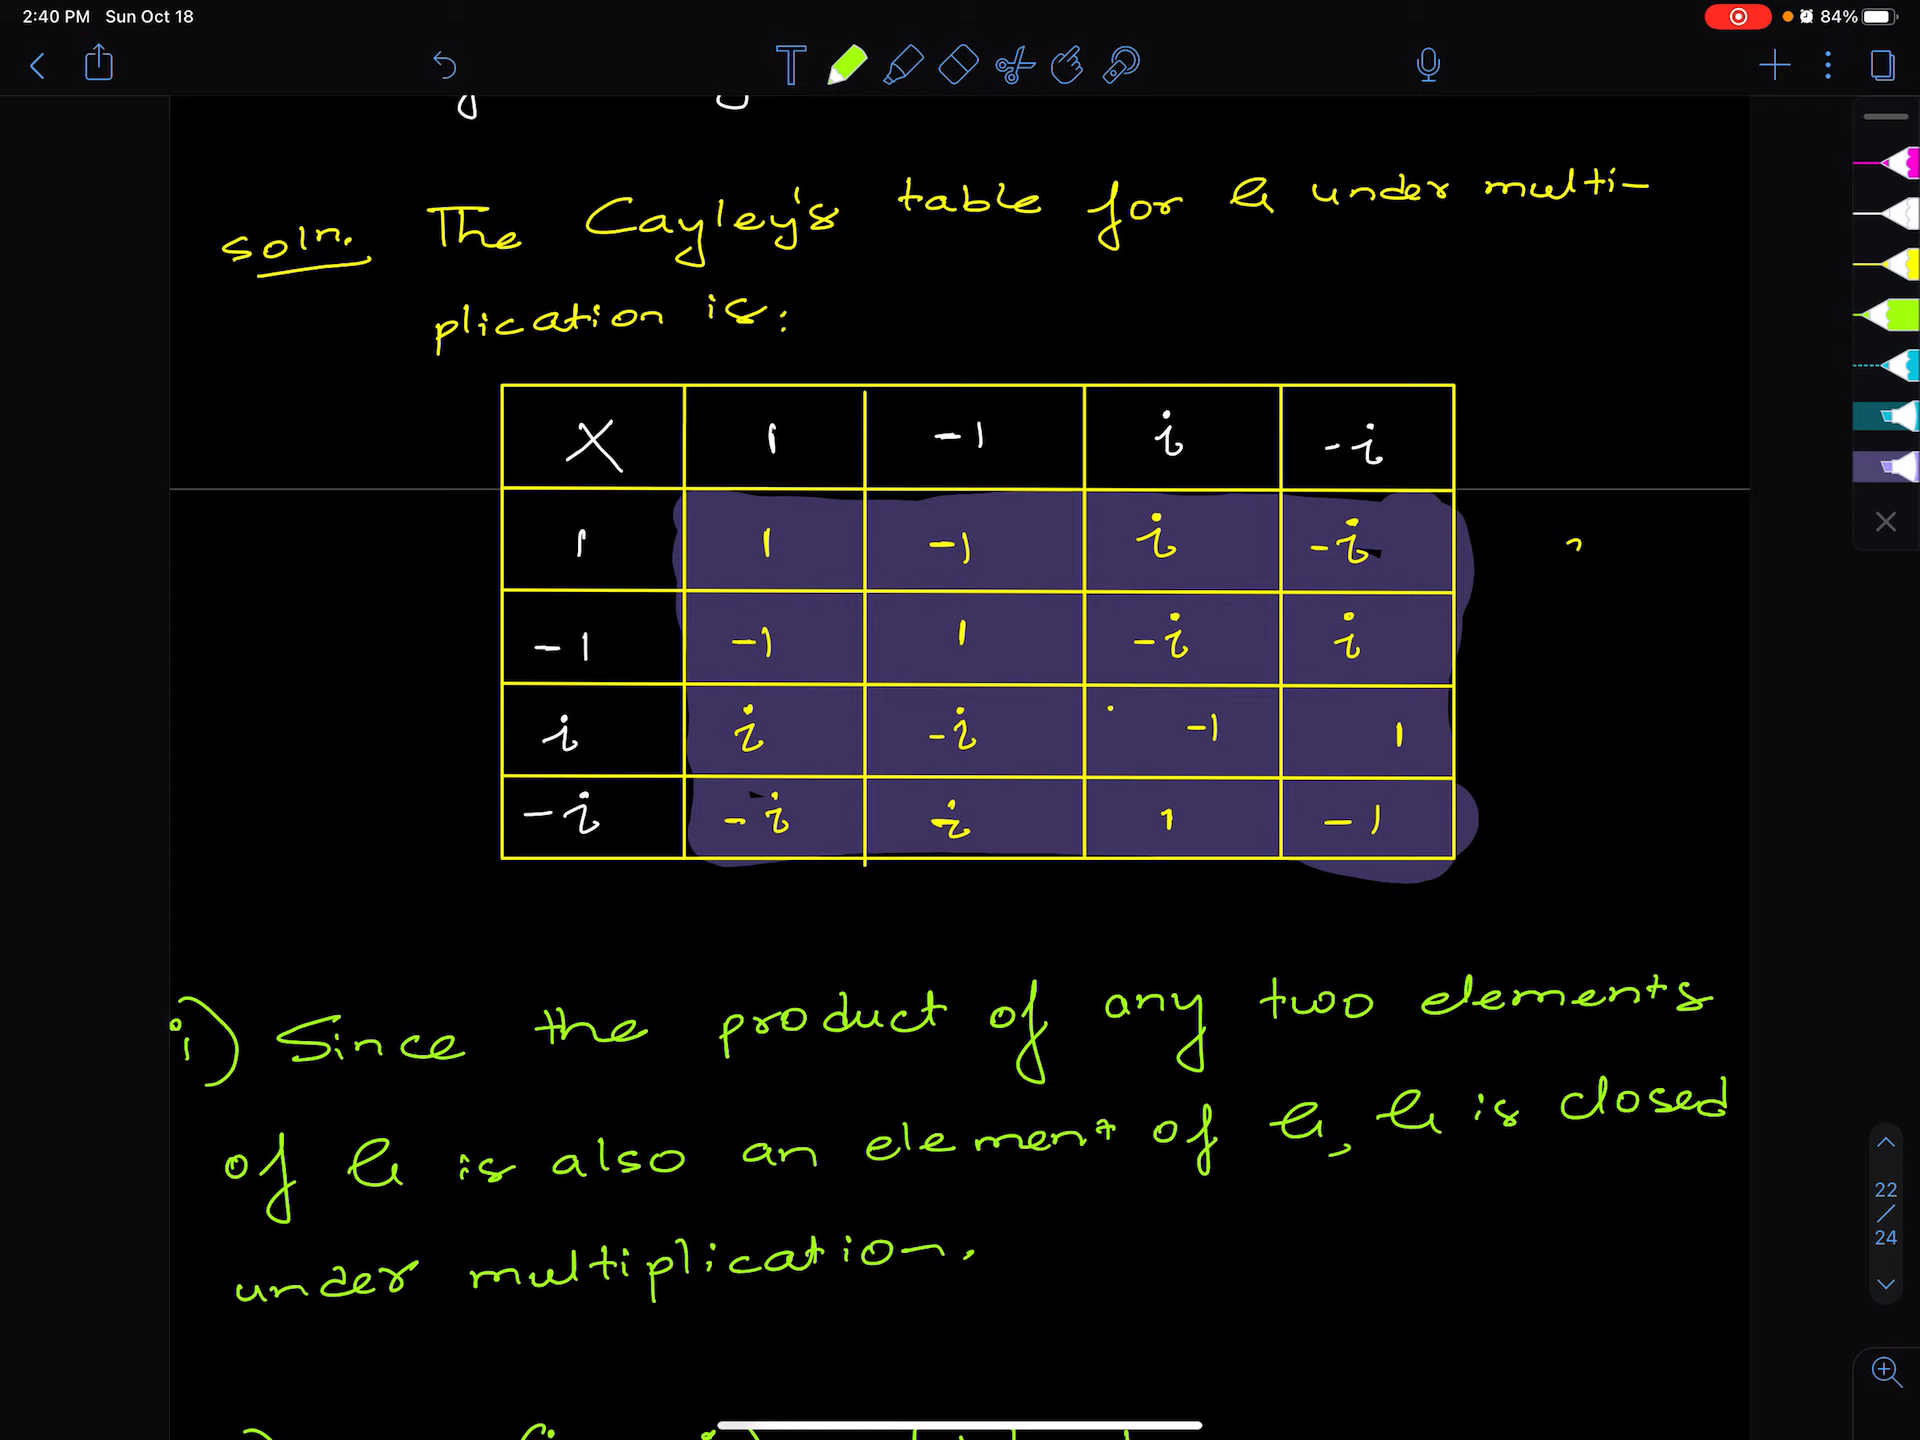 2:40 PM Sun Oct 18
84%
soln. The Cayley's table for G under multi-
plication is:
X 1 -1 i -i
1 1 -1 i -i
-1 -1 1 -i i
i i -i -1 1
-i -i i 1 -1
i) Since the product of any two elements
of G is also an element of G, G is closed
under multiplication.
22
/
24